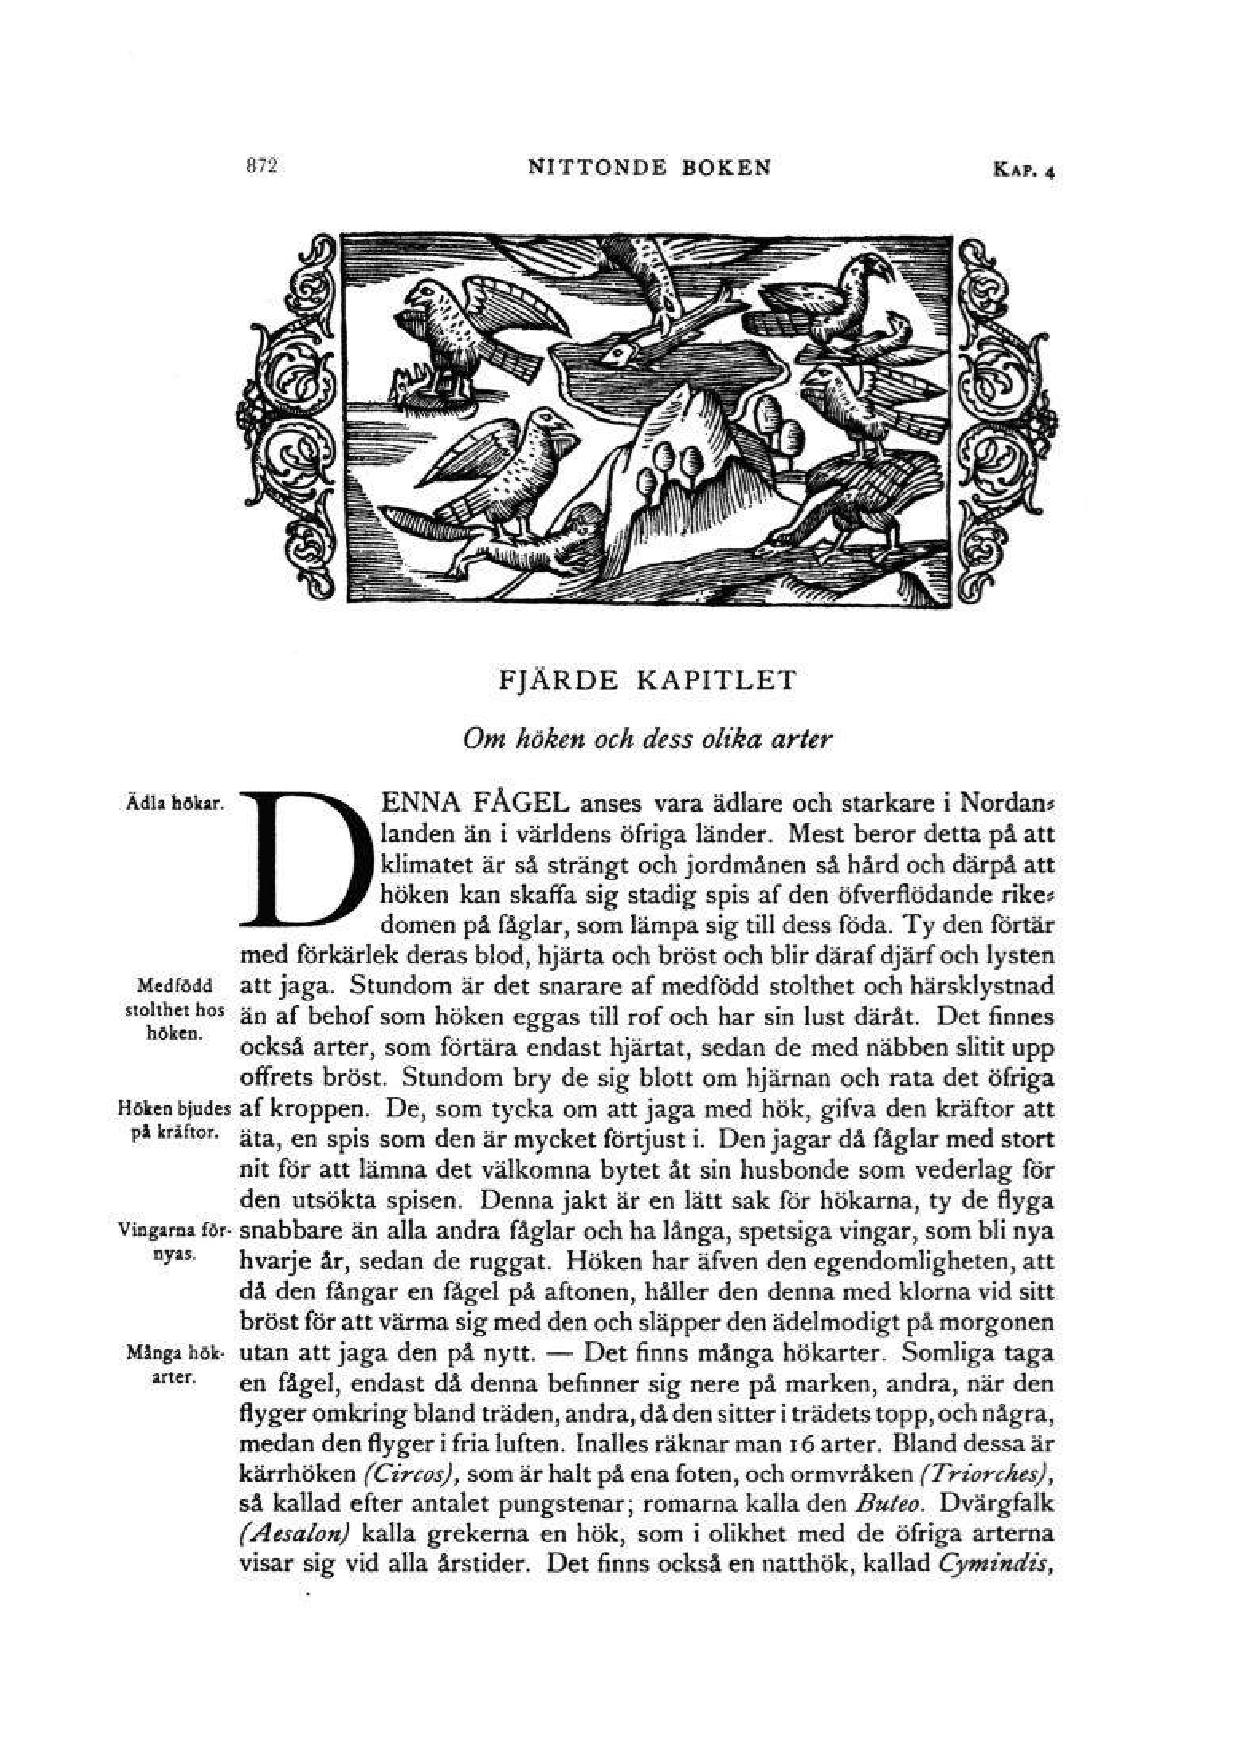 872 NITTONDE BOKEN KAP. 4
FJÄRDE KAPITLET
Om höken och dess olika arter
Ädla hökar.
DENNA FÅGEL anses vara ädlare och starkare i Nordan-
landen än i världens öfriga länder. Mest beror detta på att
klimatet är så strängt och jordmånen så hård och därpå att
höken kan skaffa sig stadig spis af den öfverflödande rike-
domen på fåglar, som lämpa sig till dess föda. Ty den förtär
med förkärlek deras blod, hjärta och bröst och blir däraf djärf och lysten
Medfödd
stolthet hos
höken.
att jaga. Stundom är det snarare af medfödd stolthet och härsklystnad
än af behof som höken eggas till rof och har sin lust däråt. Det finnes
också arter, som förtära endast hjärtat, sedan de med näbben slitit upp
offrets bröst. Stundom bry de sig blott om hjärnan och rata det öfriga
Höken bjudes
på kräftor.
af kroppen. De, som tycka om att jaga med hök, gifva den kräftor att
äta, en spis som den är mycket förtjust i. Den jagar då fåglar med stort
nit för att lämna det välkomna bytet åt sin husbonde som vederlag för
den utsökta spisen. Denna jakt är en lätt sak för hökarna, ty de flyga
Vingarna för-
nyas.
snabbare än alla andra fåglar och ha långa, spetsiga vingar, som bli nya
hvarje år, sedan de ruggat. Höken har äfven den egendomligheten, att
då den fångar en fågel på aftonen, håller den denna med klorna vid sitt
bröst för att värma sig med den och släpper den ädelmodigt på morgonen
Många hök-
arter.
utan att jaga den på nytt. — Det finns många hökarter. Somliga taga
en fågel, endast då denna befinner sig nere på marken, andra, när den
flyger omkring bland träden, andra, då den sitter i trädets topp, och några,
medan den flyger i fria luften. Inalles räknar man 16 arter. Bland dessa är
kärrhöken (Circos), som är halt på ena foten, och ormvråken (Triorches),
så kallad efter antalet pungstenar; romarna kalla den Buteo. Dvärgfalk
(Aesalon) kalla grekerna en hök, som i olikhet med de öfriga arterna
visar sig vid alla årstider. Det finns också en natthök, kallad Cymindis,